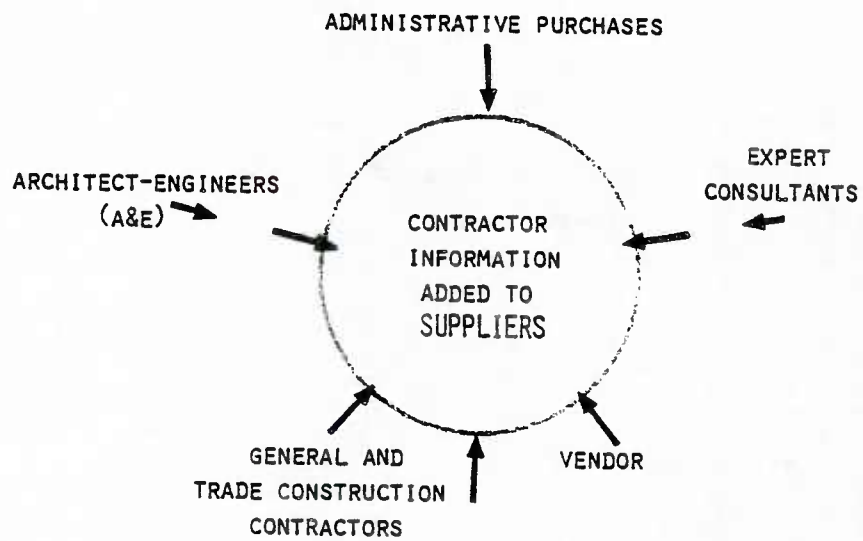 ADMINISTRATIVE PURCHASES
ARCHITECT-ENGINEERS
(A&E)
EXPERT
CONSULTANTS
CONTRACTOR
INFORMATION
ADDED TO
SUPPLIERS
GENERAL AND
TRADE CONSTRUCTION
CONTRACTORS
VENDOR